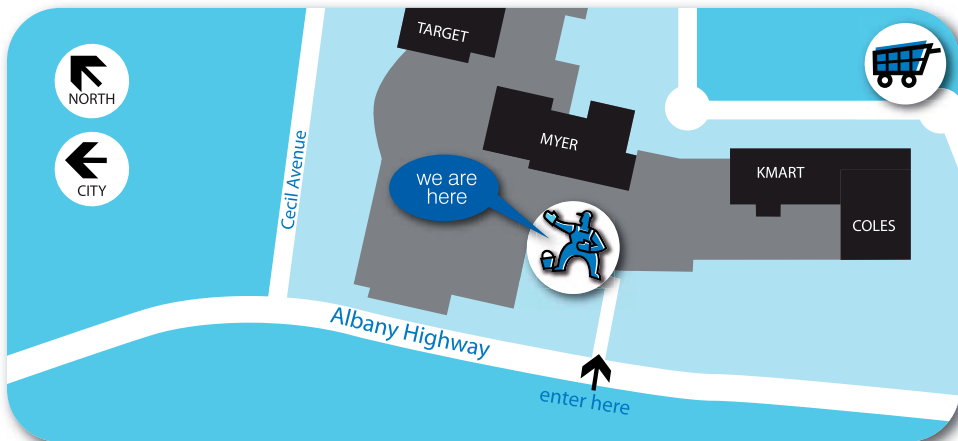 TARGET
NORTH
MYER
Cecil Avenue
KMART
CITY
we are
here
COLES
Albany Highway
enter here